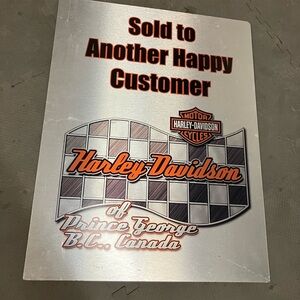 Sold to
Another Happy
Customer
MOTOR
HARLEY-DAVIDSON
CYCLES
Harley-Davidson
of
Prince George
B.C., Canada